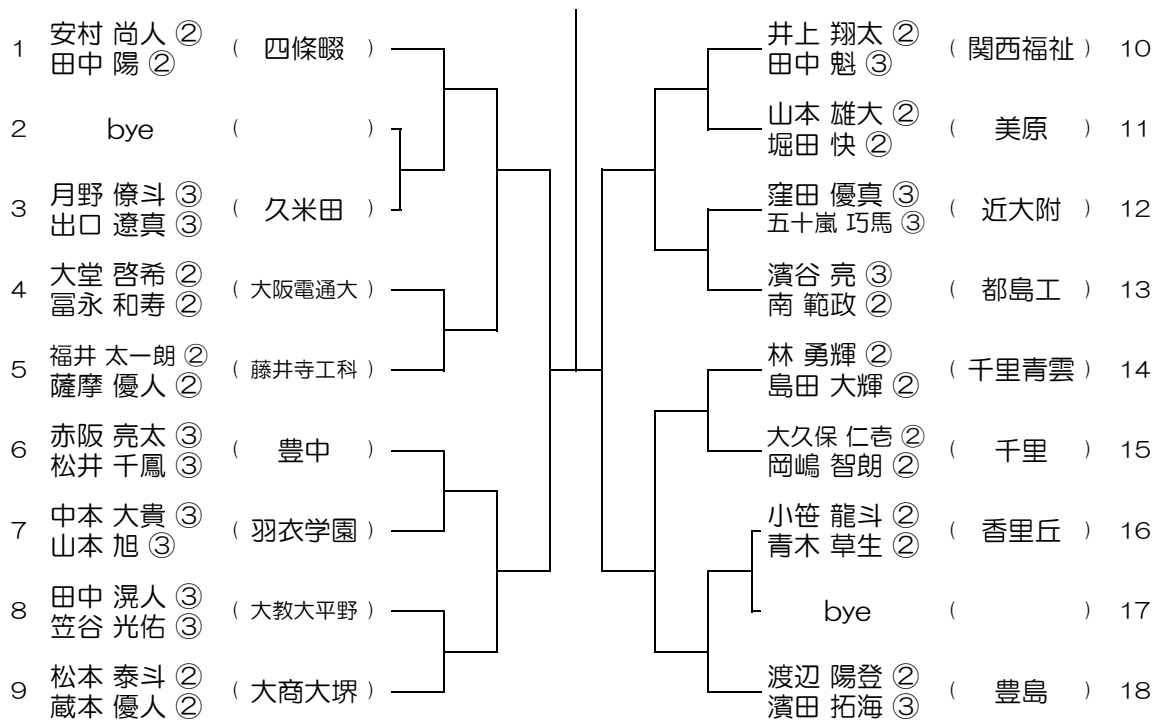 1 安村 尚人 ② ( 四條畷 )
田中 陽 ②
2 bye ( )
3 月野 僚斗 ③ ( 久米田 )
出口 遼真 ③
4 大堂 啓希 ② ( 大阪電通大 )
冨永 和寿 ②
5 福井 太一朗 ② ( 藤井寺工科 )
薩摩 優人 ②
6 赤阪 亮太 ③ ( 豊中 )
松井 千鳳 ③
7 中本 大貴 ③ ( 羽衣学園 )
山本 旭 ③
8 田中 滉人 ③ ( 大教大平野 )
笠谷 光佑 ③
9 松本 泰斗 ② ( 大商大堺 )
蔵本 優人 ②
井上 翔太 ② ( 関西福祉 ) 10
田中 魁 ③
山本 雄大 ② ( 美原 ) 11
堀田 快 ②
窪田 優真 ③ ( 近大附 ) 12
五十嵐 巧馬 ③
濱谷 亮 ③ ( 都島工 ) 13
南 範政 ②
林 勇輝 ② ( 千里青雲 ) 14
島田 大輝 ②
大久保 仁壱 ② ( 千里 ) 15
岡嶋 智朗 ②
小笹 龍斗 ② ( 香里丘 ) 16
青木 草生 ②
bye ( ) 17
渡辺 陽登 ② ( 豊島 ) 18
濱田 拓海 ③